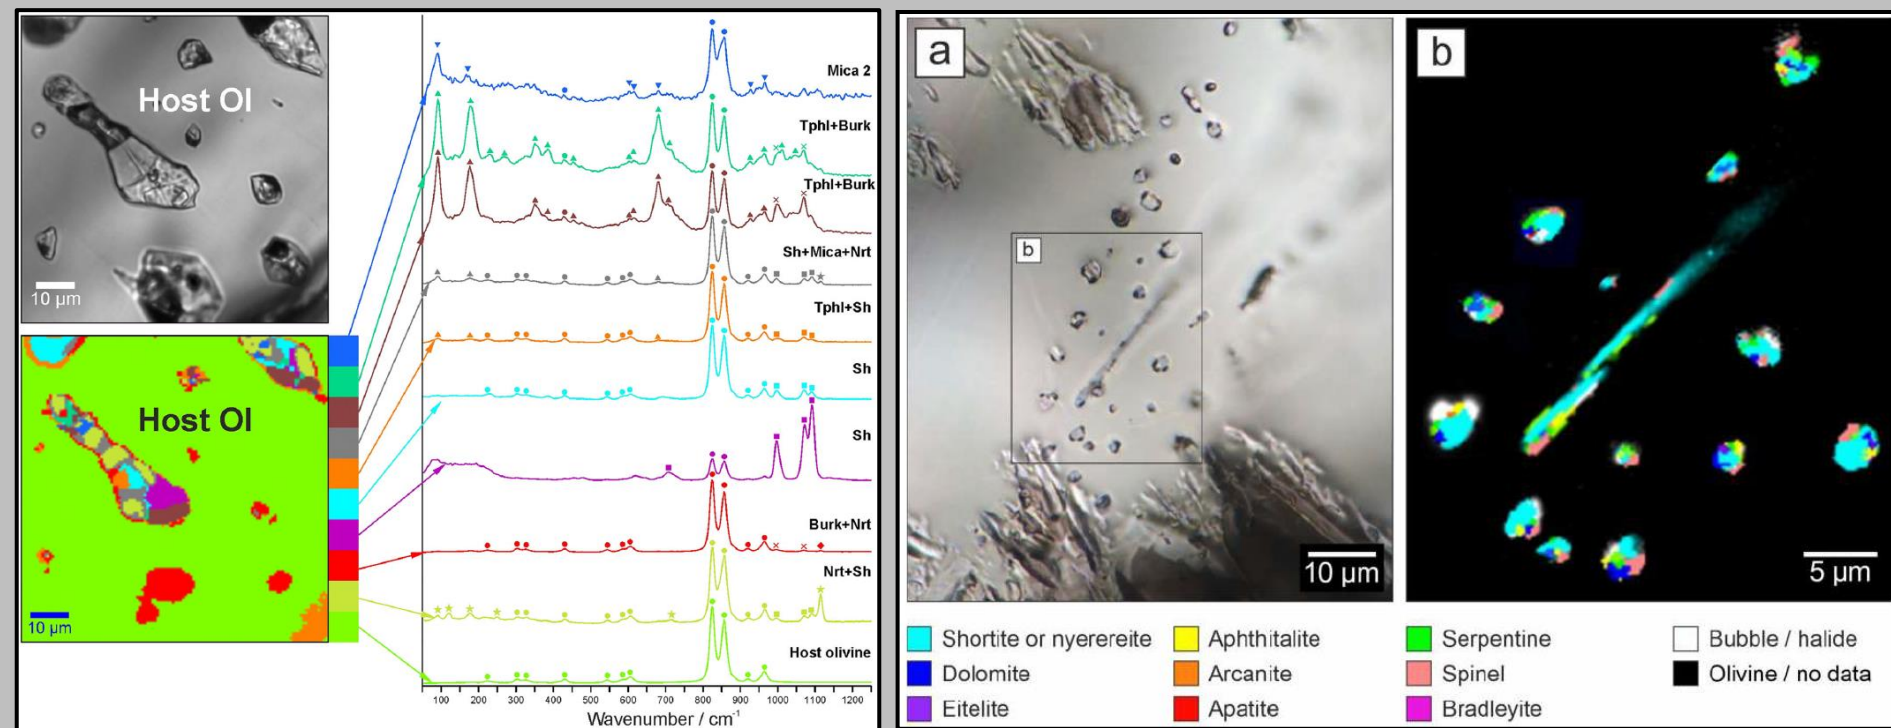 Host Ol
10 µm
Host Ol
10 µm
Mica 2
Tphl+Burk
Tphl+Burk
Sh+Mica+Nrt
Tphl+Sh
Sh
Sh
Burk+Nrt
Nrt+Sh
Host olivine
100 200 300 400 500 600 700 800 900 1000 1100 1200
Wavenumber / cm⁻¹
a
b
10 µm
b
5 µm
Shortite or nyerereite
Dolomite
Eitelite
Aphthitalite
Arcanite
Apatite
Serpentine
Spinel
Bradleyite
Bubble / halide
Olivine / no data